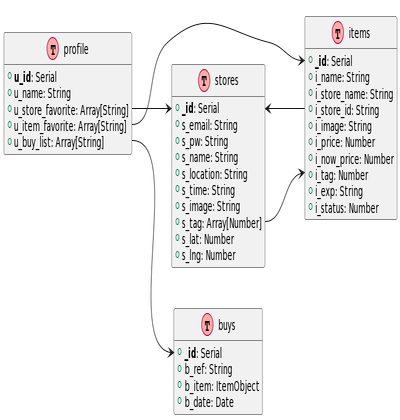 T profile
u_id: Serial
u_name: String
u_store_favorite: Array[String]
u_item_favorite: Array[String]
u_buy_list: Array[String]
T stores
_id: Serial
s_email: String
s_pw: String
s_name: String
s_location: String
s_time: String
s_image: String
s_tag: Array[Number]
s_lat: Number
s_lng: Number
T items
_id: Serial
i_name: String
i_store_name: String
i_store_id: String
i_image: String
i_price: Number
i_now_price: Number
i_tag: Number
i_exp: String
i_status: Number
T buys
_id: Serial
b_ref: String
b_item: ItemObject
b_date: Date